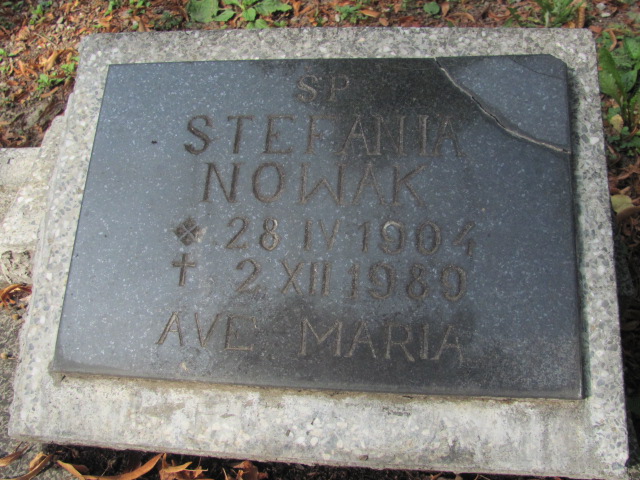 SP
STEFANIA
NOWAK
28 IV 1904
2 XII 1980
AVE MARIA